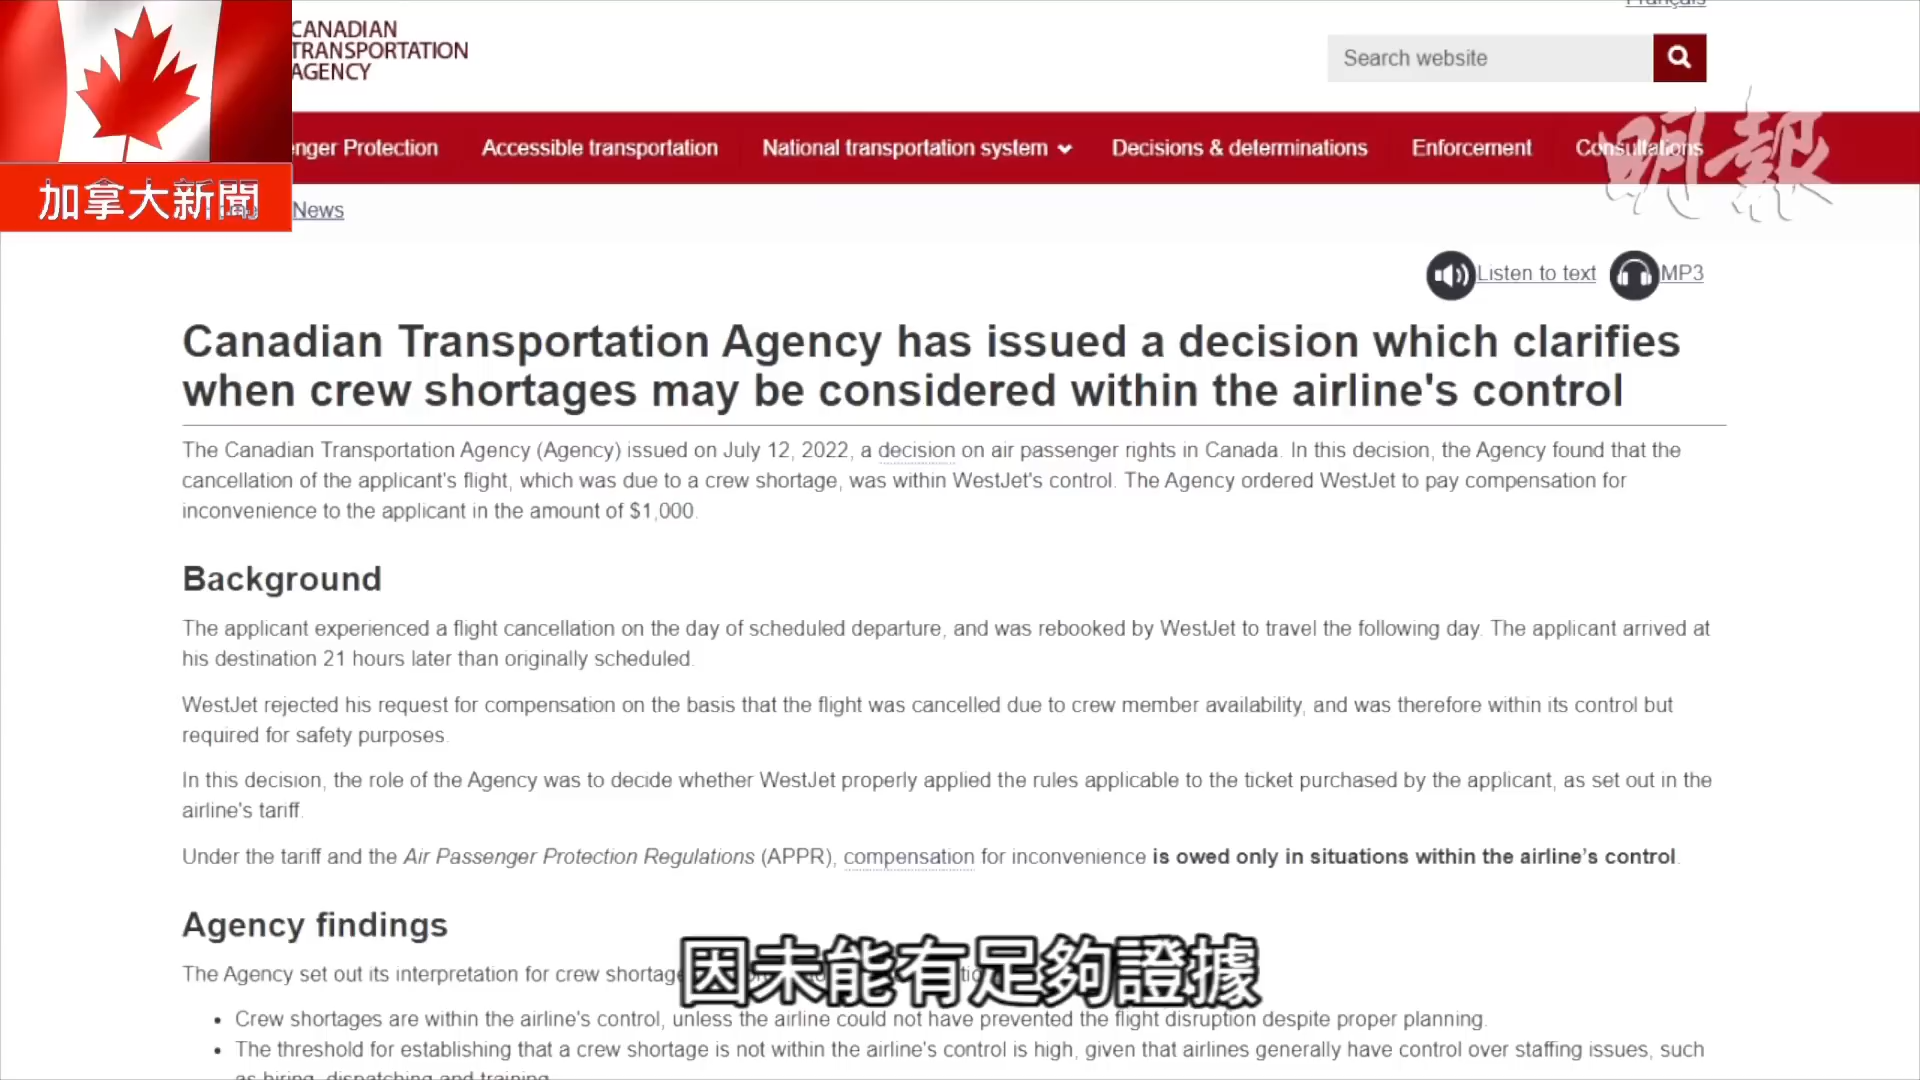 Français
CANADIAN
TRANSPORTATION
AGENCY
Search website
enger Protection
Accessible transportation
National transportation system
Decisions & determinations
Enforcement
Consultations
明報
加拿大新聞
News
Listen to text
MP3
Canadian Transportation Agency has issued a decision which clarifies
when crew shortages may be considered within the airline's control
The Canadian Transportation Agency (Agency) issued on July 12, 2022, a decision on air passenger rights in Canada. In this decision, the Agency found that the
cancellation of the applicant's flight, which was due to a crew shortage, was within WestJet's control. The Agency ordered WestJet to pay compensation for
inconvenience to the applicant in the amount of $1,000.
Background
The applicant experienced a flight cancellation on the day of scheduled departure, and was rebooked by WestJet to travel the following day. The applicant arrived at
his destination 21 hours later than originally scheduled.
WestJet rejected his request for compensation on the basis that the flight was cancelled due to crew member availability, and was therefore within its control but
required for safety purposes.
In this decision, the role of the Agency was to decide whether WestJet properly applied the rules applicable to the ticket purchased by the applicant, as set out in the
airline's tariff.
Under the tariff and the Air Passenger Protection Regulations (APPR), compensation for inconvenience is owed only in situations within the airline's control.
Agency findings
The Agency set out its interpretation for crew shortage
因未能有足夠證據
• Crew shortages are within the airline's control, unless the airline could not have prevented the flight disruption despite proper planning.
• The threshold for establishing that a crew shortage is not within the airline's control is high, given that airlines generally have control over staffing issues, such
as hiring, dispatching and training.